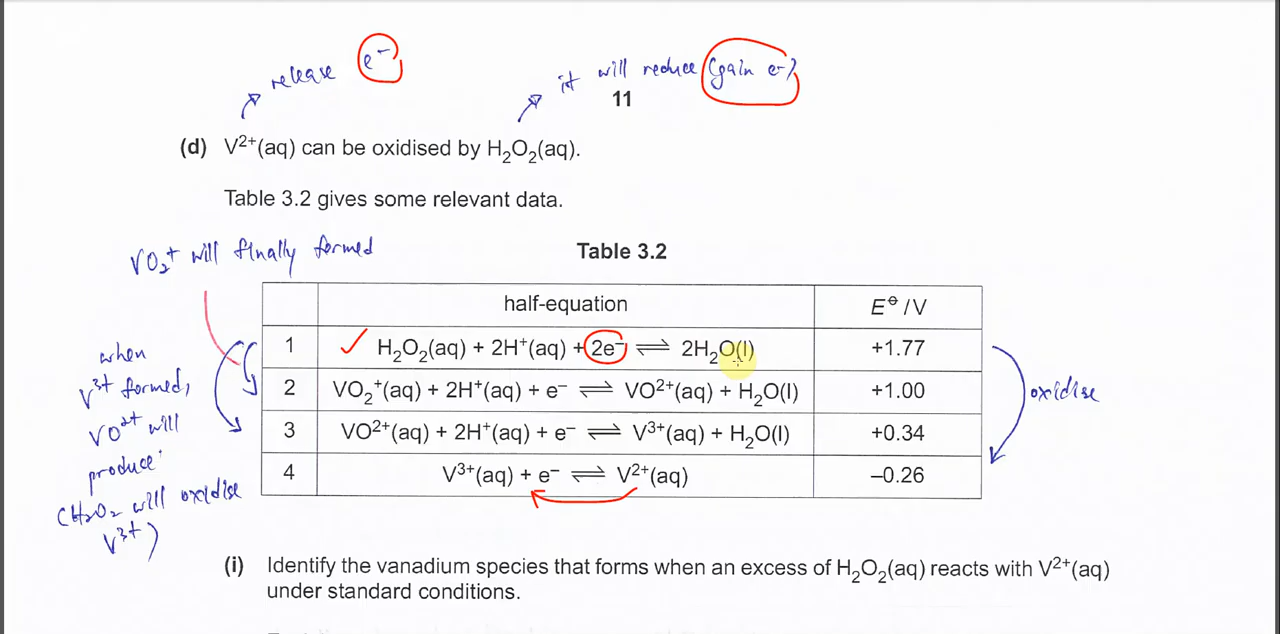 release e⁻
it will reduce (gain e⁻)
11
(d) V²⁺(aq) can be oxidised by H₂O₂(aq).
Table 3.2 gives some relevant data.
VO₂⁺ will finally formed
Table 3.2
half-equation E⦵ / V
1 H₂O₂(aq) + 2H⁺(aq) + 2e⁻ ⇌ 2H₂O(l) +1.77
2 VO₂⁺(aq) + 2H⁺(aq) + e⁻ ⇌ VO²⁺(aq) + H₂O(l) +1.00
3 VO²⁺(aq) + 2H⁺(aq) + e⁻ ⇌ V³⁺(aq) + H₂O(l) +0.34
4 V³⁺(aq) + e⁻ ⇌ V²⁺(aq) –0.26
oxidise
when
V³⁺ formed,
VO²⁺ will
produce
(H₂O₂ will oxidise
V³⁺)
(i) Identify the vanadium species that forms when an excess of H₂O₂(aq) reacts with V²⁺(aq)
under standard conditions.